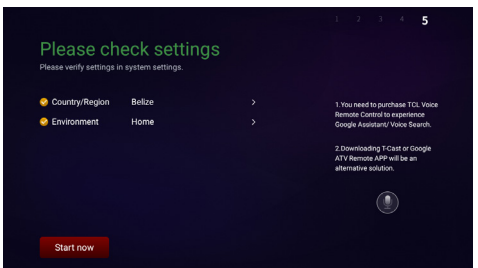 1 2 3 4 5
Please check settings
Please verify settings in system settings.
Country/Region Belize >
Environment Home >
1.You need to purchase TCL Voice
Remote Control to experience
Google Assistant/ Voice Search.
2.Downloading T-Cast or Google
ATV Remote APP will be an
alternative solution.
Start now